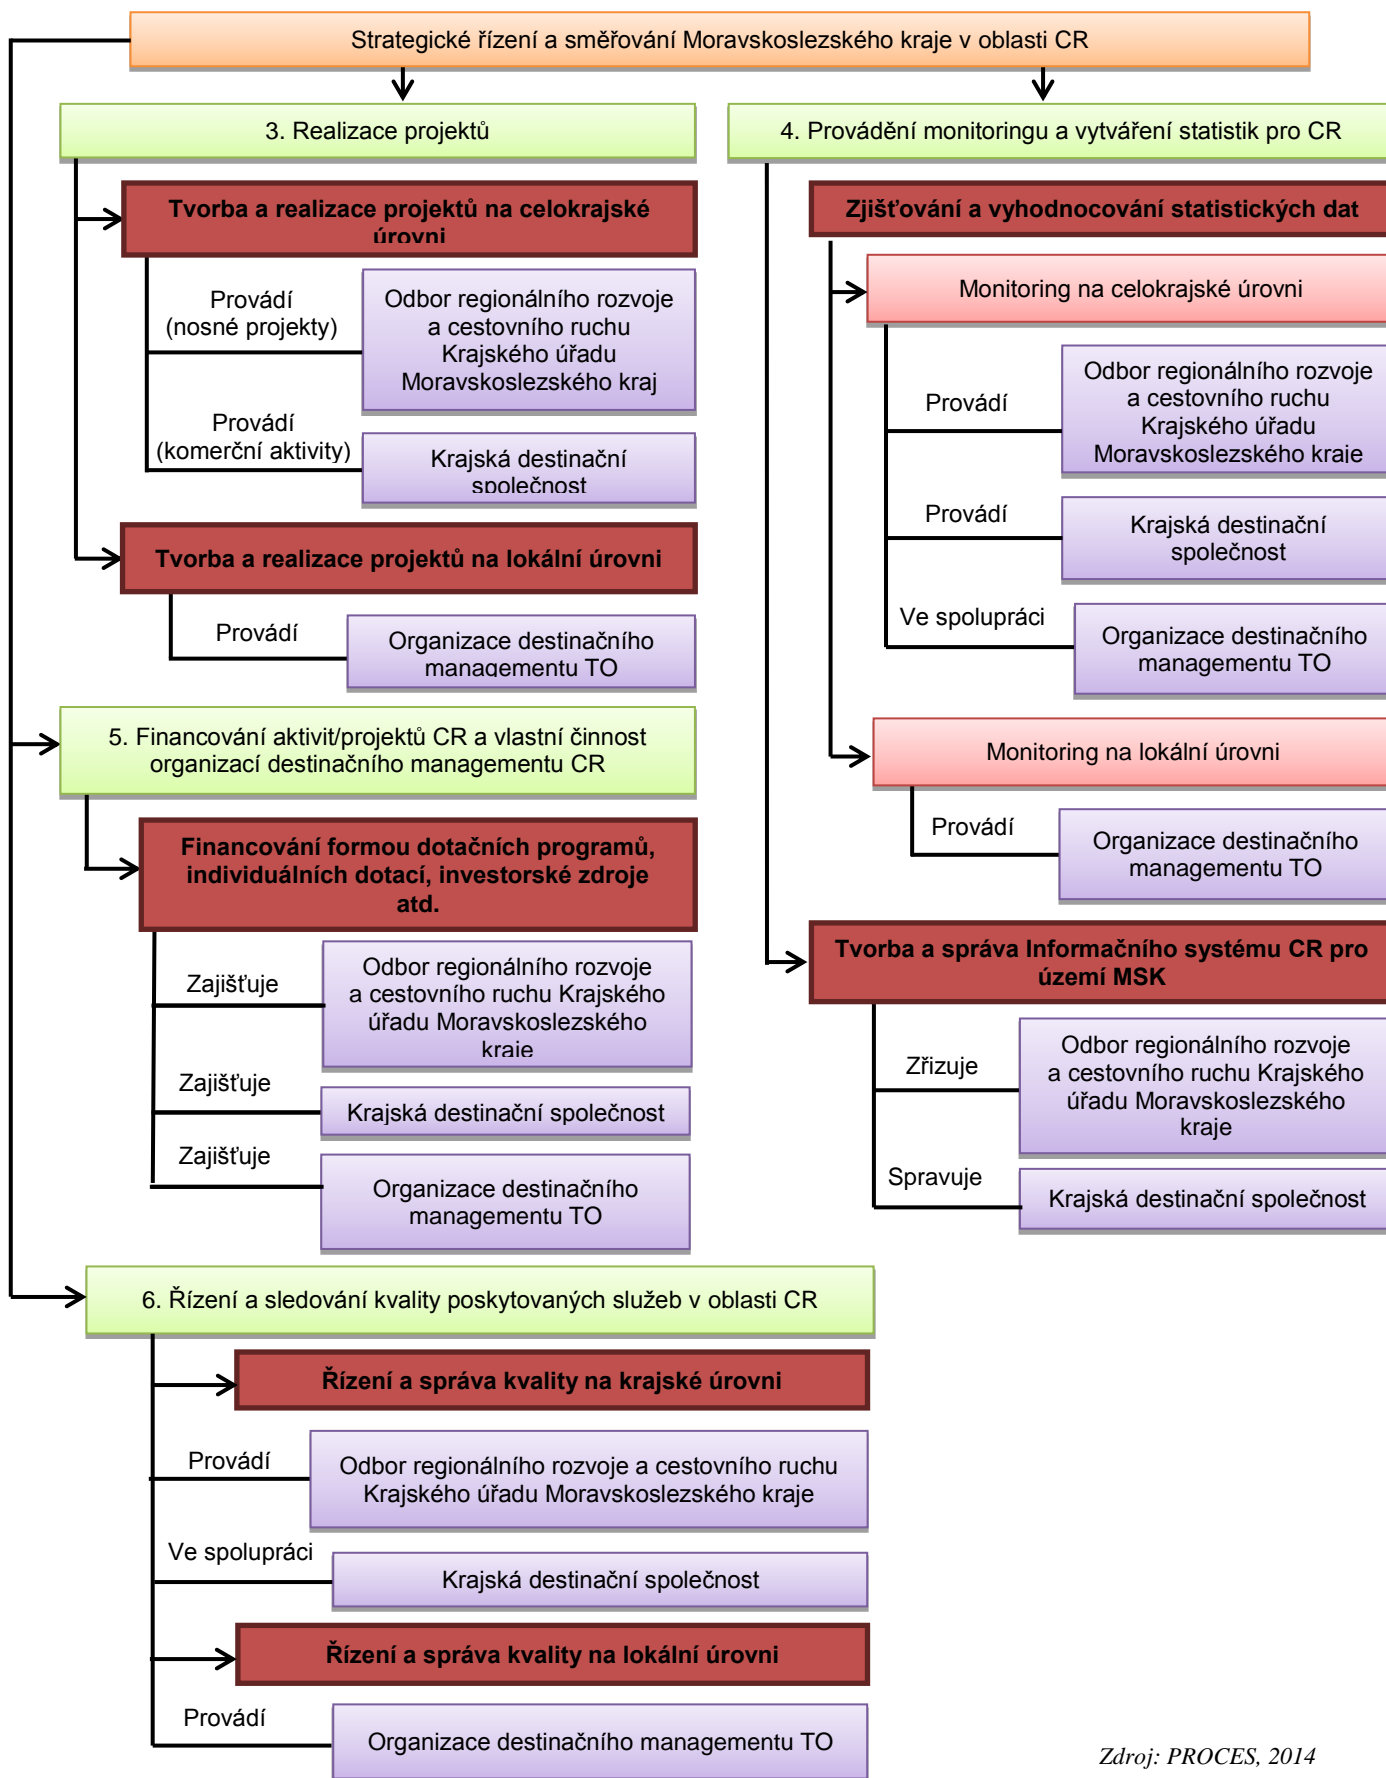 Strategické řízení a směřování Moravskoslezského kraje v oblasti CR
3. Realizace projektů
Tvorba a realizace projektů na celokrajské
úrovni
Provádí
(nosné projekty)
Odbor regionálního rozvoje
a cestovního ruchu
Krajského úřadu
Moravskoslezského kraj
Provádí
(komerční aktivity)
Krajská destinační
společnost
Tvorba a realizace projektů na lokální úrovni
Provádí
Organizace destinačního
managementu TO
4. Provádění monitoringu a vytváření statistik pro CR
Zjišťování a vyhodnocování statistických dat
Monitoring na celokrajské úrovni
Provádí
Odbor regionálního rozvoje
a cestovního ruchu
Krajského úřadu
Moravskoslezského kraje
Provádí
Krajská destinační
společnost
Ve spolupráci
Organizace destinačního
managementu TO
Monitoring na lokální úrovni
Provádí
Organizace destinačního
managementu TO
Tvorba a správa Informačního systému CR pro
území MSK
Zřizuje
Odbor regionálního rozvoje
a cestovního ruchu Krajského
úřadu Moravskoslezského
kraje
Spravuje
Krajská destinační společnost
5. Financování aktivit/projektů CR a vlastní činnost
organizací destinačního managementu CR
Financování formou dotačních programů,
individuálních dotací, investorské zdroje
atd.
Zajišťuje
Odbor regionálního rozvoje
a cestovního ruchu Krajského
úřadu Moravskoslezského
kraje
Zajišťuje
Krajská destinační společnost
Zajišťuje
Organizace destinačního
managementu TO
6. Řízení a sledování kvality poskytovaných služeb v oblasti CR
Řízení a správa kvality na krajské úrovni
Provádí
Odbor regionálního rozvoje a cestovního ruchu
Krajského úřadu Moravskoslezského kraje
Ve spolupráci
Krajská destinační společnost
Řízení a správa kvality na lokální úrovni
Provádí
Organizace destinačního managementu TO
Zdroj: PROCES, 2014